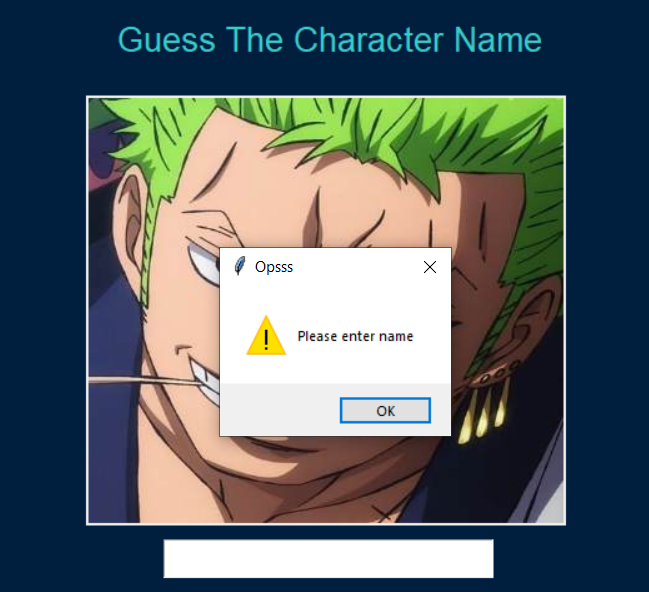 Guess The Character Name
Opsss
Please enter name
OK